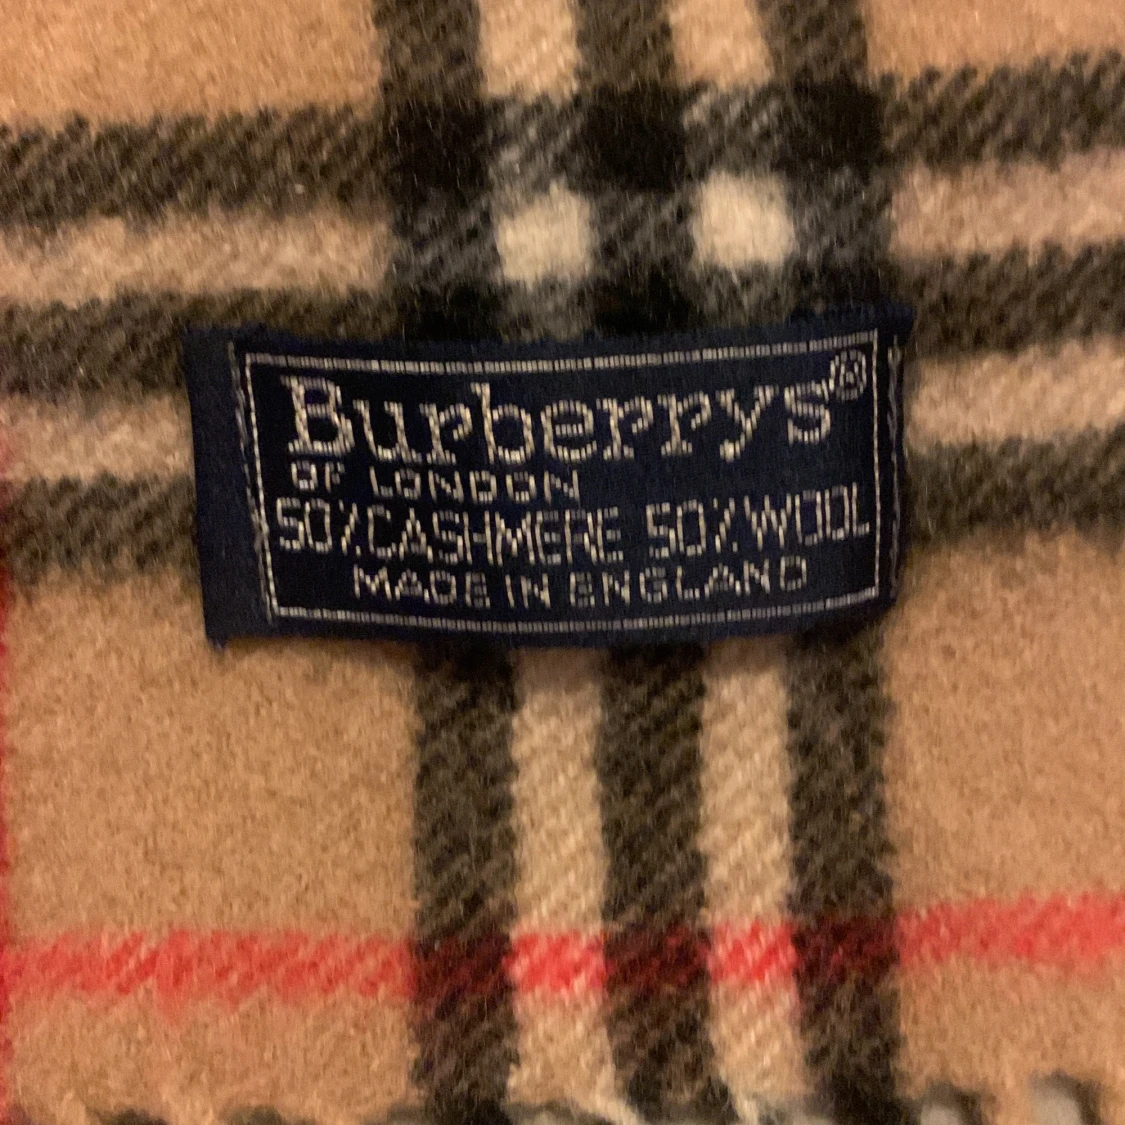 Burberrys®
OF LONDON
50% CASHMERE 50% WOOL
MADE IN ENGLAND